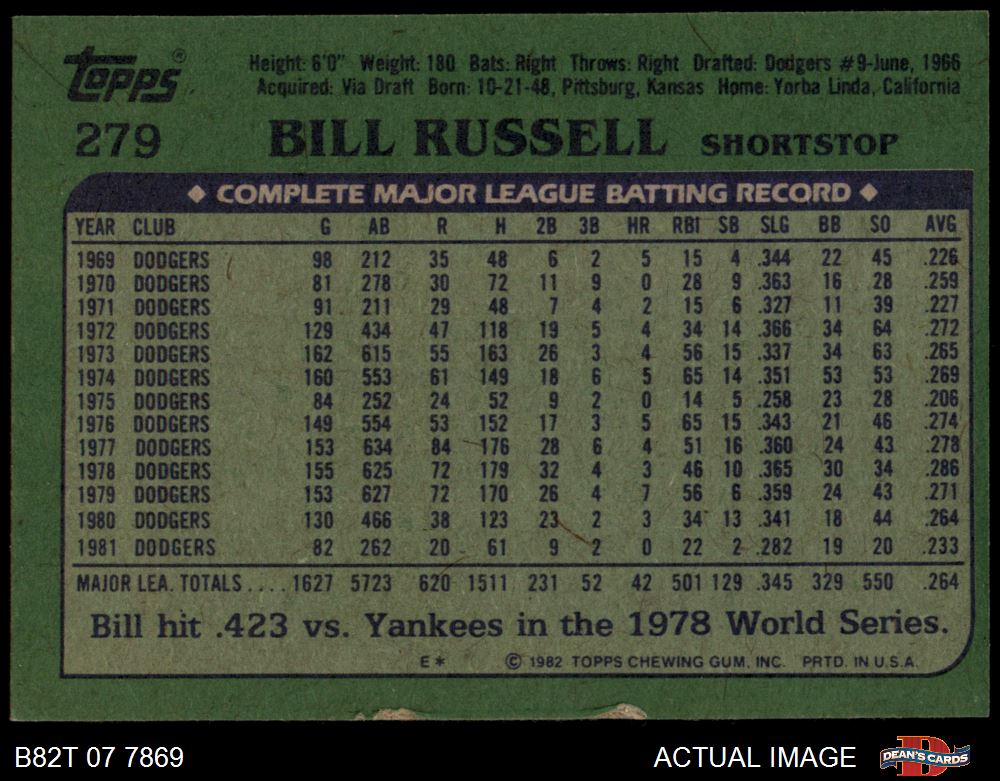 Topps®
Height: 6'0" Weight: 180 Bats: Right Throws: Right Drafted: Dodgers #9-June, 1966
Acquired: Via Draft Born: 10-21-48, Pittsburg, Kansas Home: Yorba Linda, California
279 BILL RUSSELL SHORTSTOP
◆ COMPLETE MAJOR LEAGUE BATTING RECORD ◆
YEAR CLUB G AB R H 2B 3B HR RBI SB SLG BB SO AVG
1969 DODGERS 98 212 35 48 6 2 5 15 4 .344 22 45 .226
1970 DODGERS 81 278 30 72 11 9 0 28 9 .363 16 28 .259
1971 DODGERS 91 211 29 48 7 4 2 15 6 .327 11 39 .227
1972 DODGERS 129 434 47 118 19 5 4 34 14 .366 34 64 .272
1973 DODGERS 162 615 55 163 26 3 4 56 15 .337 34 63 .265
1974 DODGERS 160 553 61 149 18 6 5 65 14 .351 53 53 .269
1975 DODGERS 84 252 24 52 9 2 0 14 5 .258 23 28 .206
1976 DODGERS 149 554 53 152 17 3 5 65 15 .343 21 46 .274
1977 DODGERS 153 634 84 176 28 6 4 51 16 .360 24 43 .278
1978 DODGERS 155 625 72 179 32 4 3 46 10 .365 30 34 .286
1979 DODGERS 153 627 72 170 26 4 7 56 6 .359 24 43 .271
1980 DODGERS 130 466 38 123 23 2 3 34 13 .341 18 44 .264
1981 DODGERS 82 262 20 61 9 2 0 22 2 .282 19 20 .233
MAJOR LEA. TOTALS .... 1627 5723 620 1511 231 52 42 501 129 .345 329 550 .264
Bill hit .423 vs. Yankees in the 1978 World Series.
E* © 1982 TOPPS CHEWING GUM, INC. PRTD. IN U.S.A.
B82T 07 7869 ACTUAL IMAGE DEAN'S CARDS